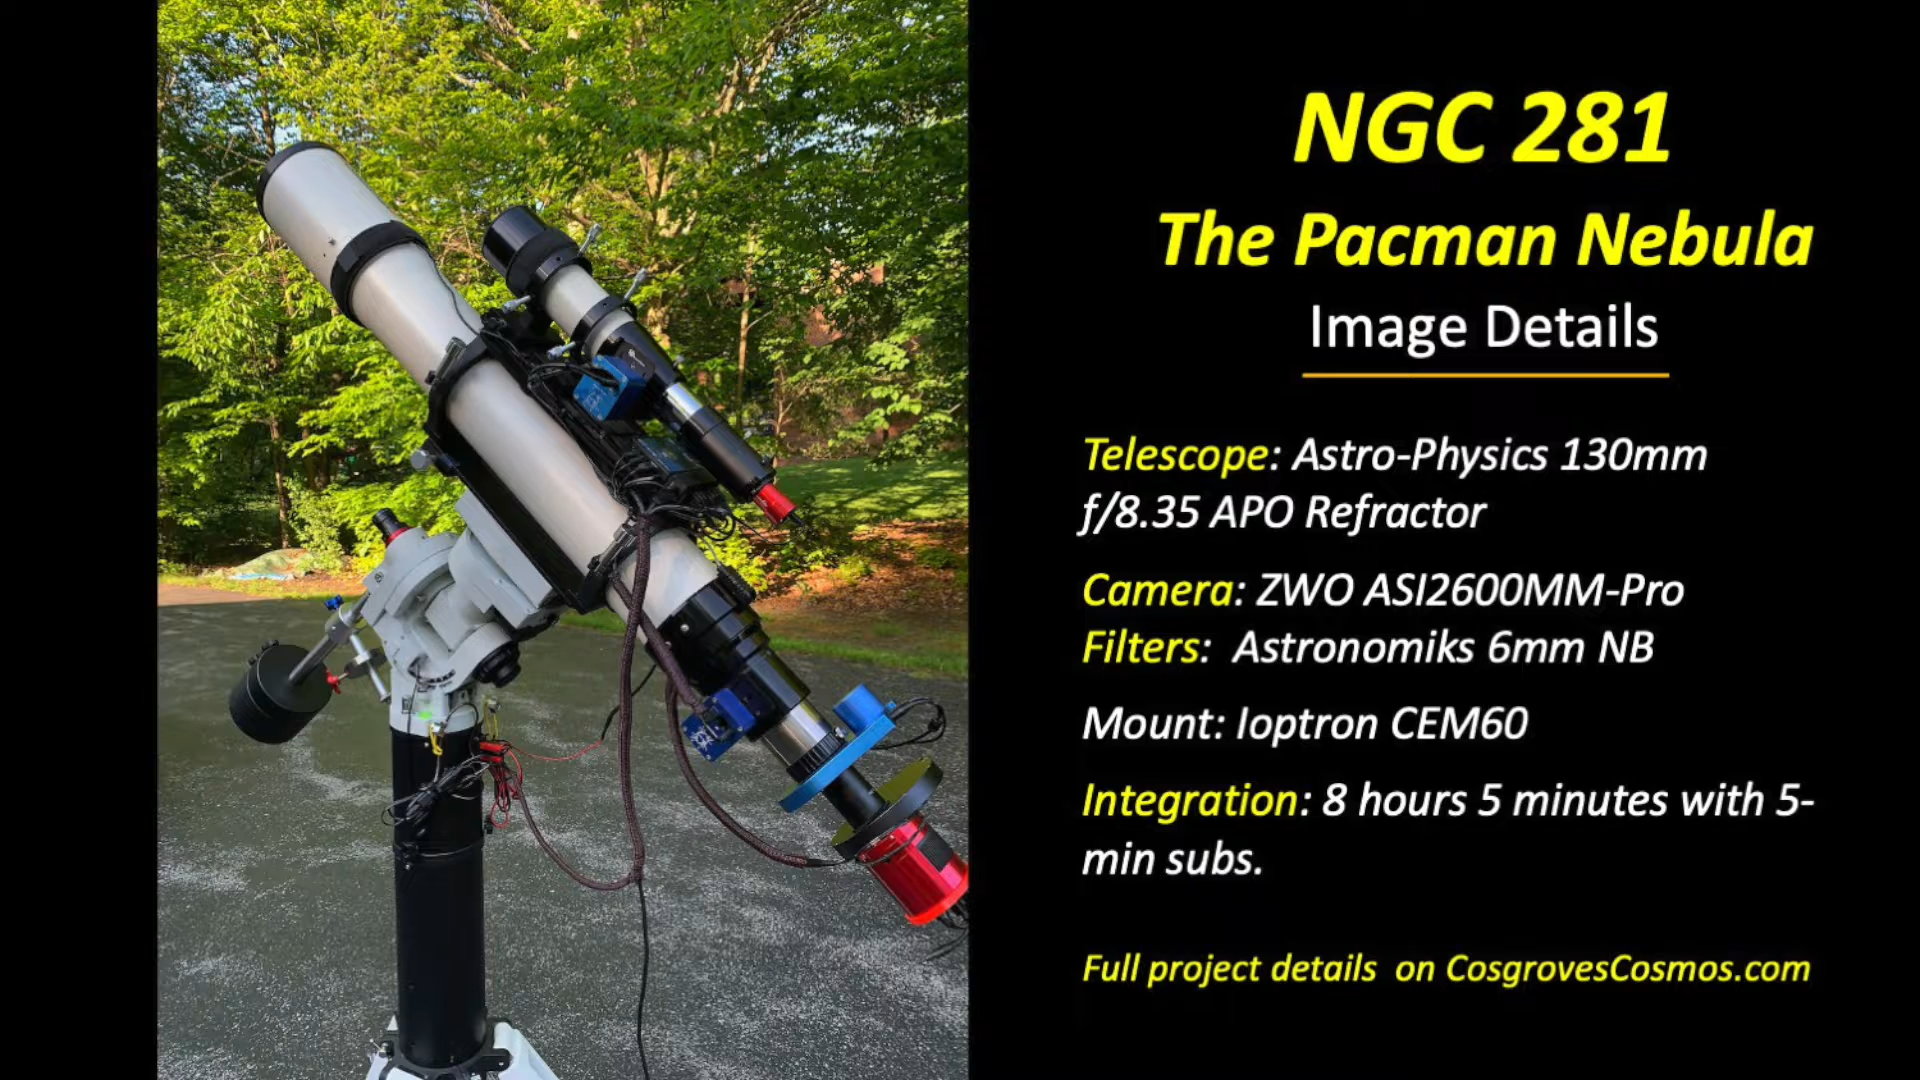 NGC 281
The Pacman Nebula
Image Details
Telescope: Astro-Physics 130mm
f/8.35 APO Refractor
Camera: ZWO ASI2600MM-Pro
Filters: Astronomiks 6mm NB
Mount: Ioptron CEM60
Integration: 8 hours 5 minutes with 5-
min subs.
Full project details on CosgrovesCosmos.com